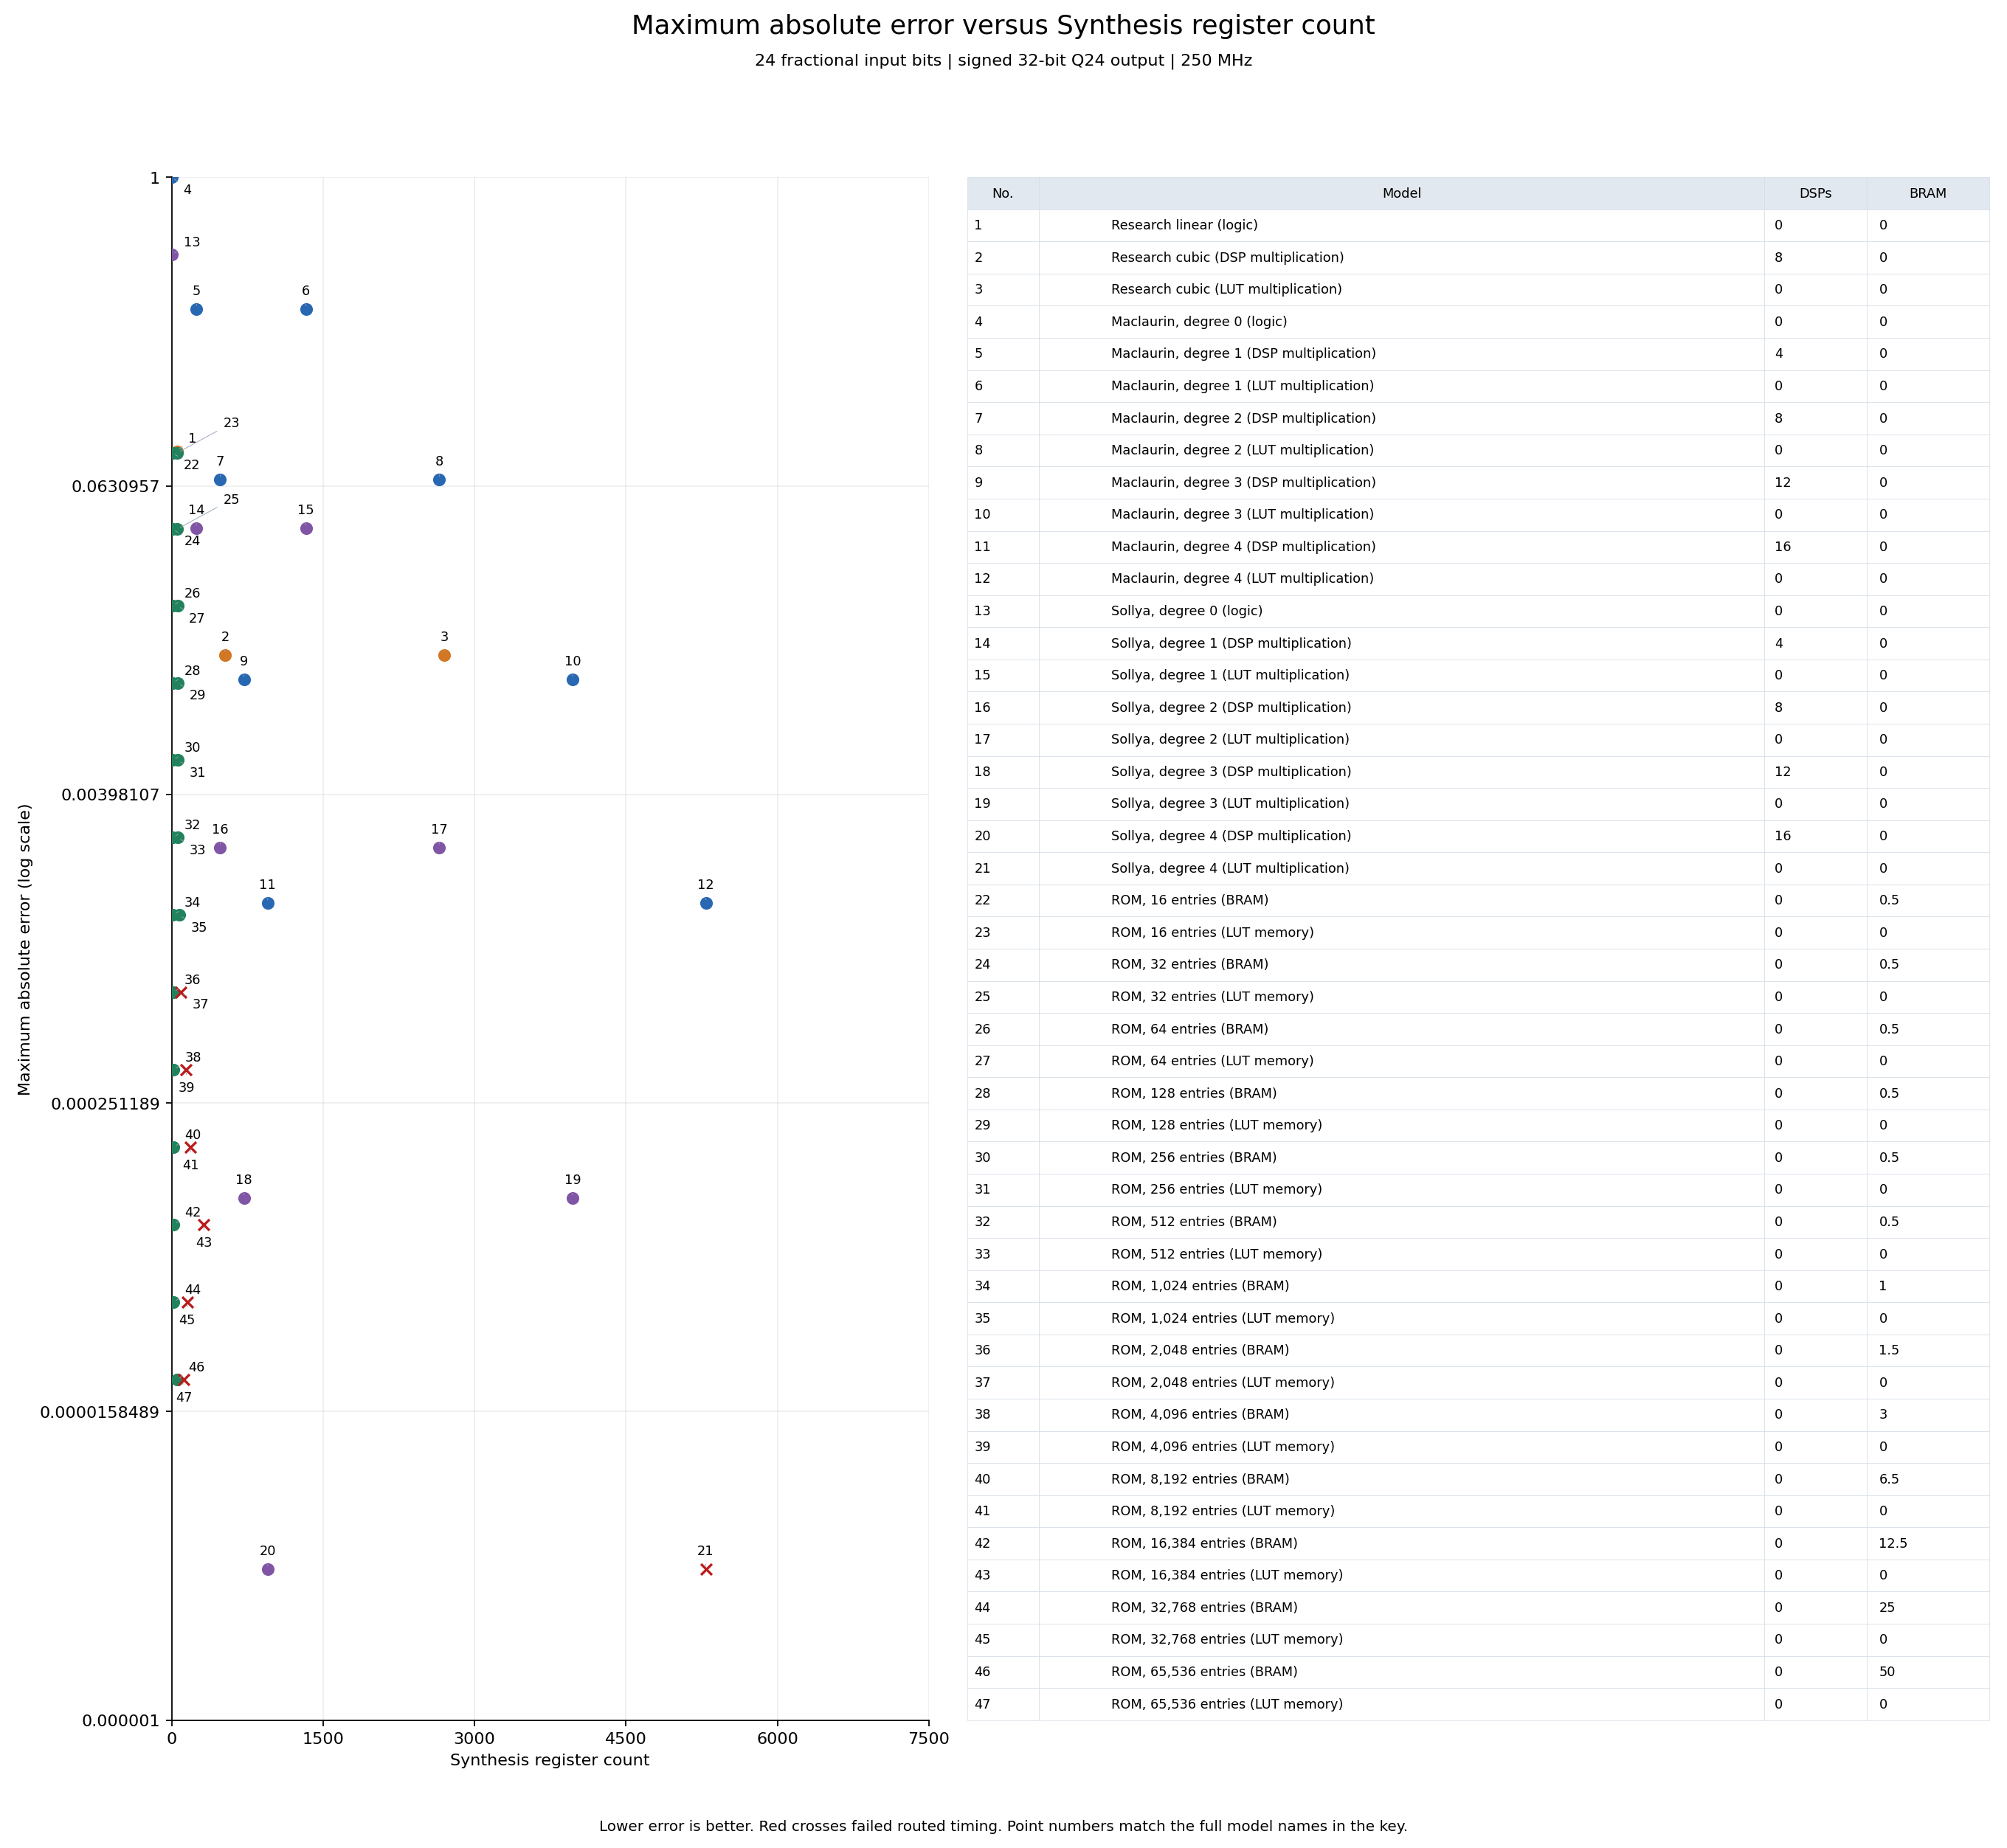 Maximum absolute error versus Synthesis register count
24 fractional input bits | signed 32-bit Q24 output | 250 MHz
Maximum absolute error (log scale)
1
0.0630957
0.00398107
0.000251189
0.0000158489
0.000001
4
13
5 6
23
1
22 7 8
25
14 15
24
26
27
2 3
9 10
28
29
30
31
32 16 17
33
11 12
34
35
36
37
38
39
40
41
18 19
42
43
44
45
46
47
20 21
0 1500 3000 4500 6000 7500
Synthesis register count
No. Model DSPs BRAM
1 Research linear (logic) 0 0
2 Research cubic (DSP multiplication) 8 0
3 Research cubic (LUT multiplication) 0 0
4 Maclaurin, degree 0 (logic) 0 0
5 Maclaurin, degree 1 (DSP multiplication) 4 0
6 Maclaurin, degree 1 (LUT multiplication) 0 0
7 Maclaurin, degree 2 (DSP multiplication) 8 0
8 Maclaurin, degree 2 (LUT multiplication) 0 0
9 Maclaurin, degree 3 (DSP multiplication) 12 0
10 Maclaurin, degree 3 (LUT multiplication) 0 0
11 Maclaurin, degree 4 (DSP multiplication) 16 0
12 Maclaurin, degree 4 (LUT multiplication) 0 0
13 Sollya, degree 0 (logic) 0 0
14 Sollya, degree 1 (DSP multiplication) 4 0
15 Sollya, degree 1 (LUT multiplication) 0 0
16 Sollya, degree 2 (DSP multiplication) 8 0
17 Sollya, degree 2 (LUT multiplication) 0 0
18 Sollya, degree 3 (DSP multiplication) 12 0
19 Sollya, degree 3 (LUT multiplication) 0 0
20 Sollya, degree 4 (DSP multiplication) 16 0
21 Sollya, degree 4 (LUT multiplication) 0 0
22 ROM, 16 entries (BRAM) 0 0.5
23 ROM, 16 entries (LUT memory) 0 0
24 ROM, 32 entries (BRAM) 0 0.5
25 ROM, 32 entries (LUT memory) 0 0
26 ROM, 64 entries (BRAM) 0 0.5
27 ROM, 64 entries (LUT memory) 0 0
28 ROM, 128 entries (BRAM) 0 0.5
29 ROM, 128 entries (LUT memory) 0 0
30 ROM, 256 entries (BRAM) 0 0.5
31 ROM, 256 entries (LUT memory) 0 0
32 ROM, 512 entries (BRAM) 0 0.5
33 ROM, 512 entries (LUT memory) 0 0
34 ROM, 1,024 entries (BRAM) 0 1
35 ROM, 1,024 entries (LUT memory) 0 0
36 ROM, 2,048 entries (BRAM) 0 1.5
37 ROM, 2,048 entries (LUT memory) 0 0
38 ROM, 4,096 entries (BRAM) 0 3
39 ROM, 4,096 entries (LUT memory) 0 0
40 ROM, 8,192 entries (BRAM) 0 6.5
41 ROM, 8,192 entries (LUT memory) 0 0
42 ROM, 16,384 entries (BRAM) 0 12.5
43 ROM, 16,384 entries (LUT memory) 0 0
44 ROM, 32,768 entries (BRAM) 0 25
45 ROM, 32,768 entries (LUT memory) 0 0
46 ROM, 65,536 entries (BRAM) 0 50
47 ROM, 65,536 entries (LUT memory) 0 0
Lower error is better. Red crosses failed routed timing. Point numbers match the full model names in the key.